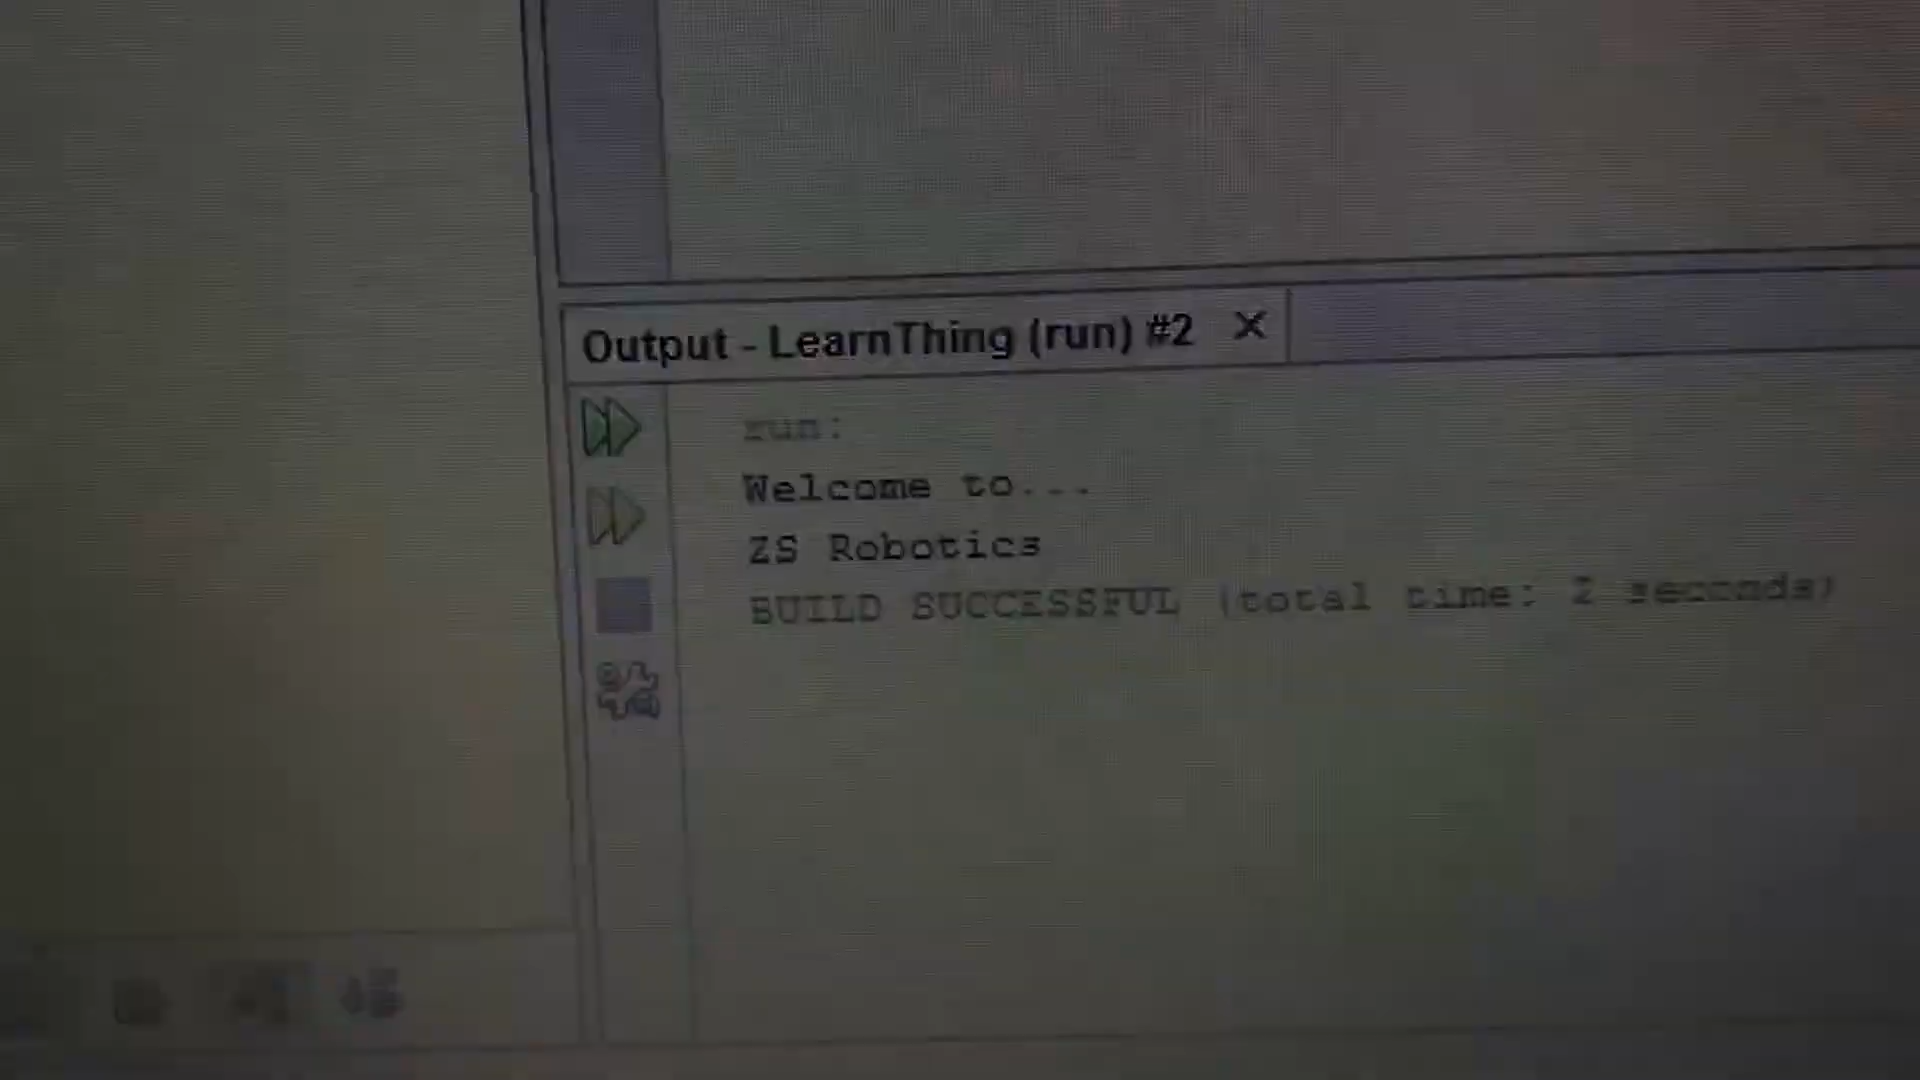 Output - LearnThing (run) #2 X
run:
Welcome to...
ZS Robotics
BUILD SUCCESSFUL (total time: 2 seconds)